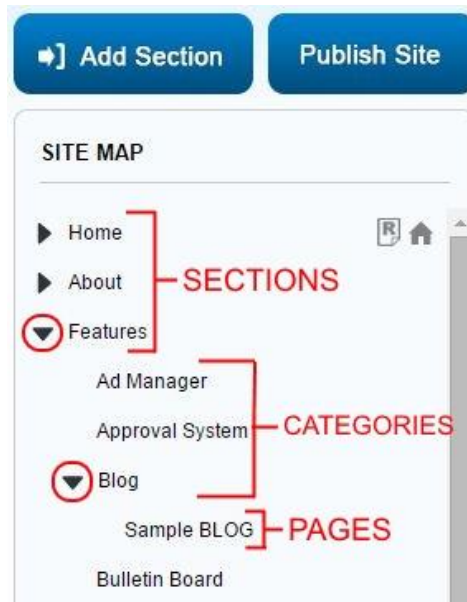 Add Section
Publish Site
SITE MAP
Home
R
About
SECTIONS
Features
Ad Manager
Approval System
CATEGORIES
Blog
Sample BLOG
PAGES
Bulletin Board